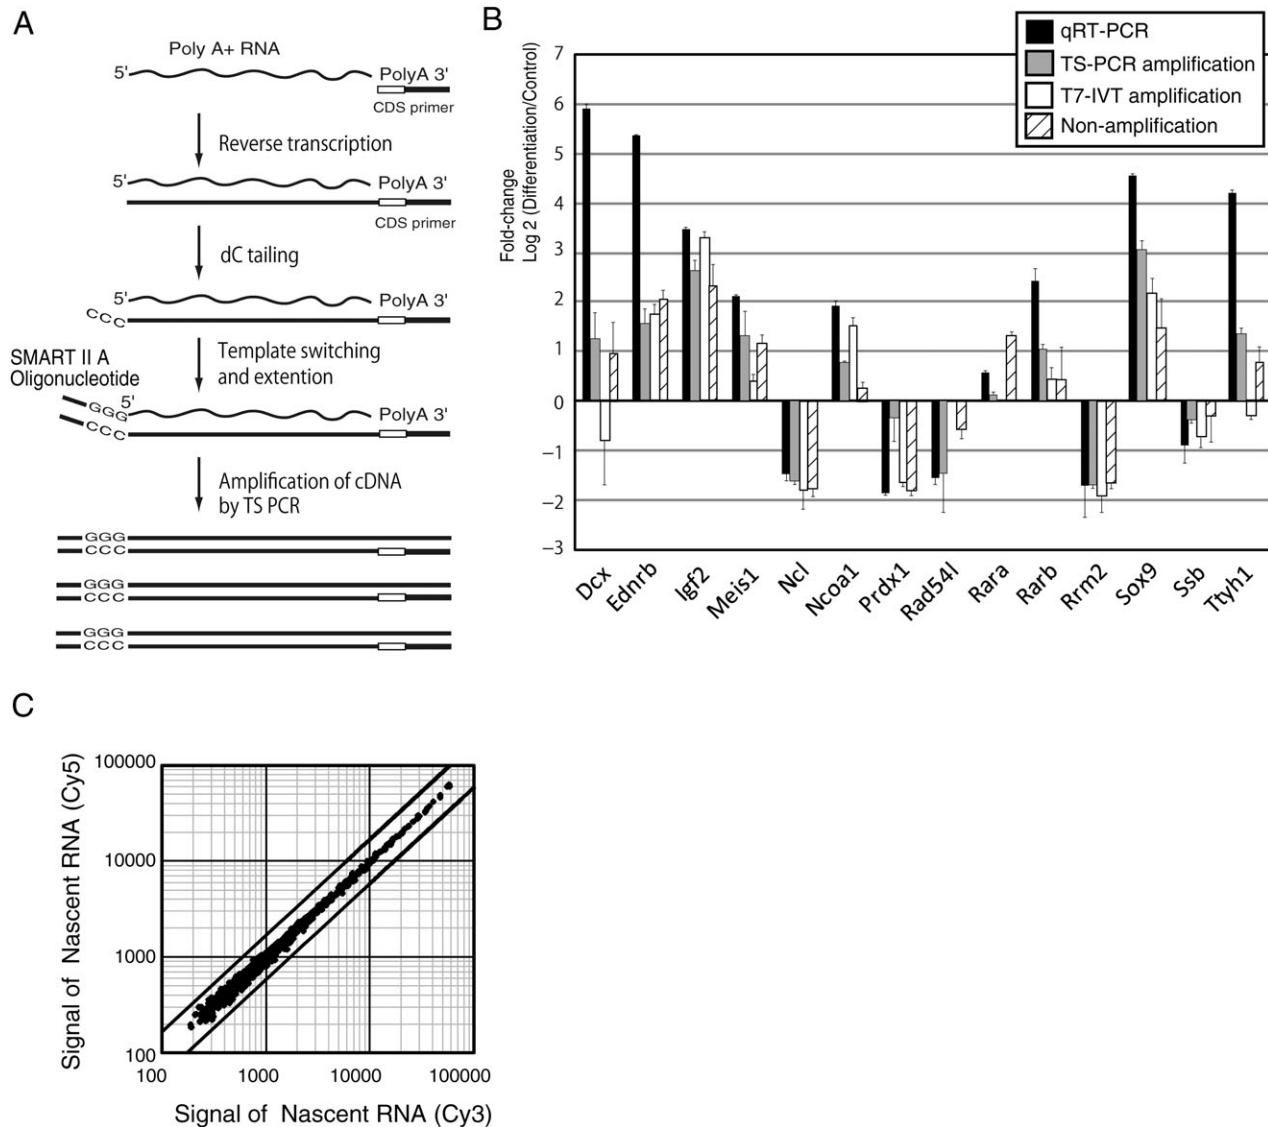 A
Poly A+ RNA
5' PolyA 3'
CDS primer
Reverse transcription
5' PolyA 3'
CDS primer
dC tailing
5' PolyA 3'
CCC
SMART II A
Oligonucleotide
Template switching
and extention
5'
GGG
CCC
PolyA 3'
Amplification of cDNA
by TS PCR
GGG
CCC
GGG
CCC
GGG
CCC
B
qRT-PCR
TS-PCR amplification
T7-IVT amplification
Non-amplification
Fold-change
Log 2 (Differentiation/Control)
7
6
5
4
3
2
1
0
−1
−2
−3
Dcx
Ednrb
Igf2
Meis1
Ncl
Ncoa1
Prdx1
Rad54l
Rara
Rarb
Rrm2
Sox9
Ssb
Ttyh1
C
Signal of Nascent RNA (Cy5)
100000
10000
1000
100
100 1000 10000 100000
Signal of Nascent RNA (Cy3)